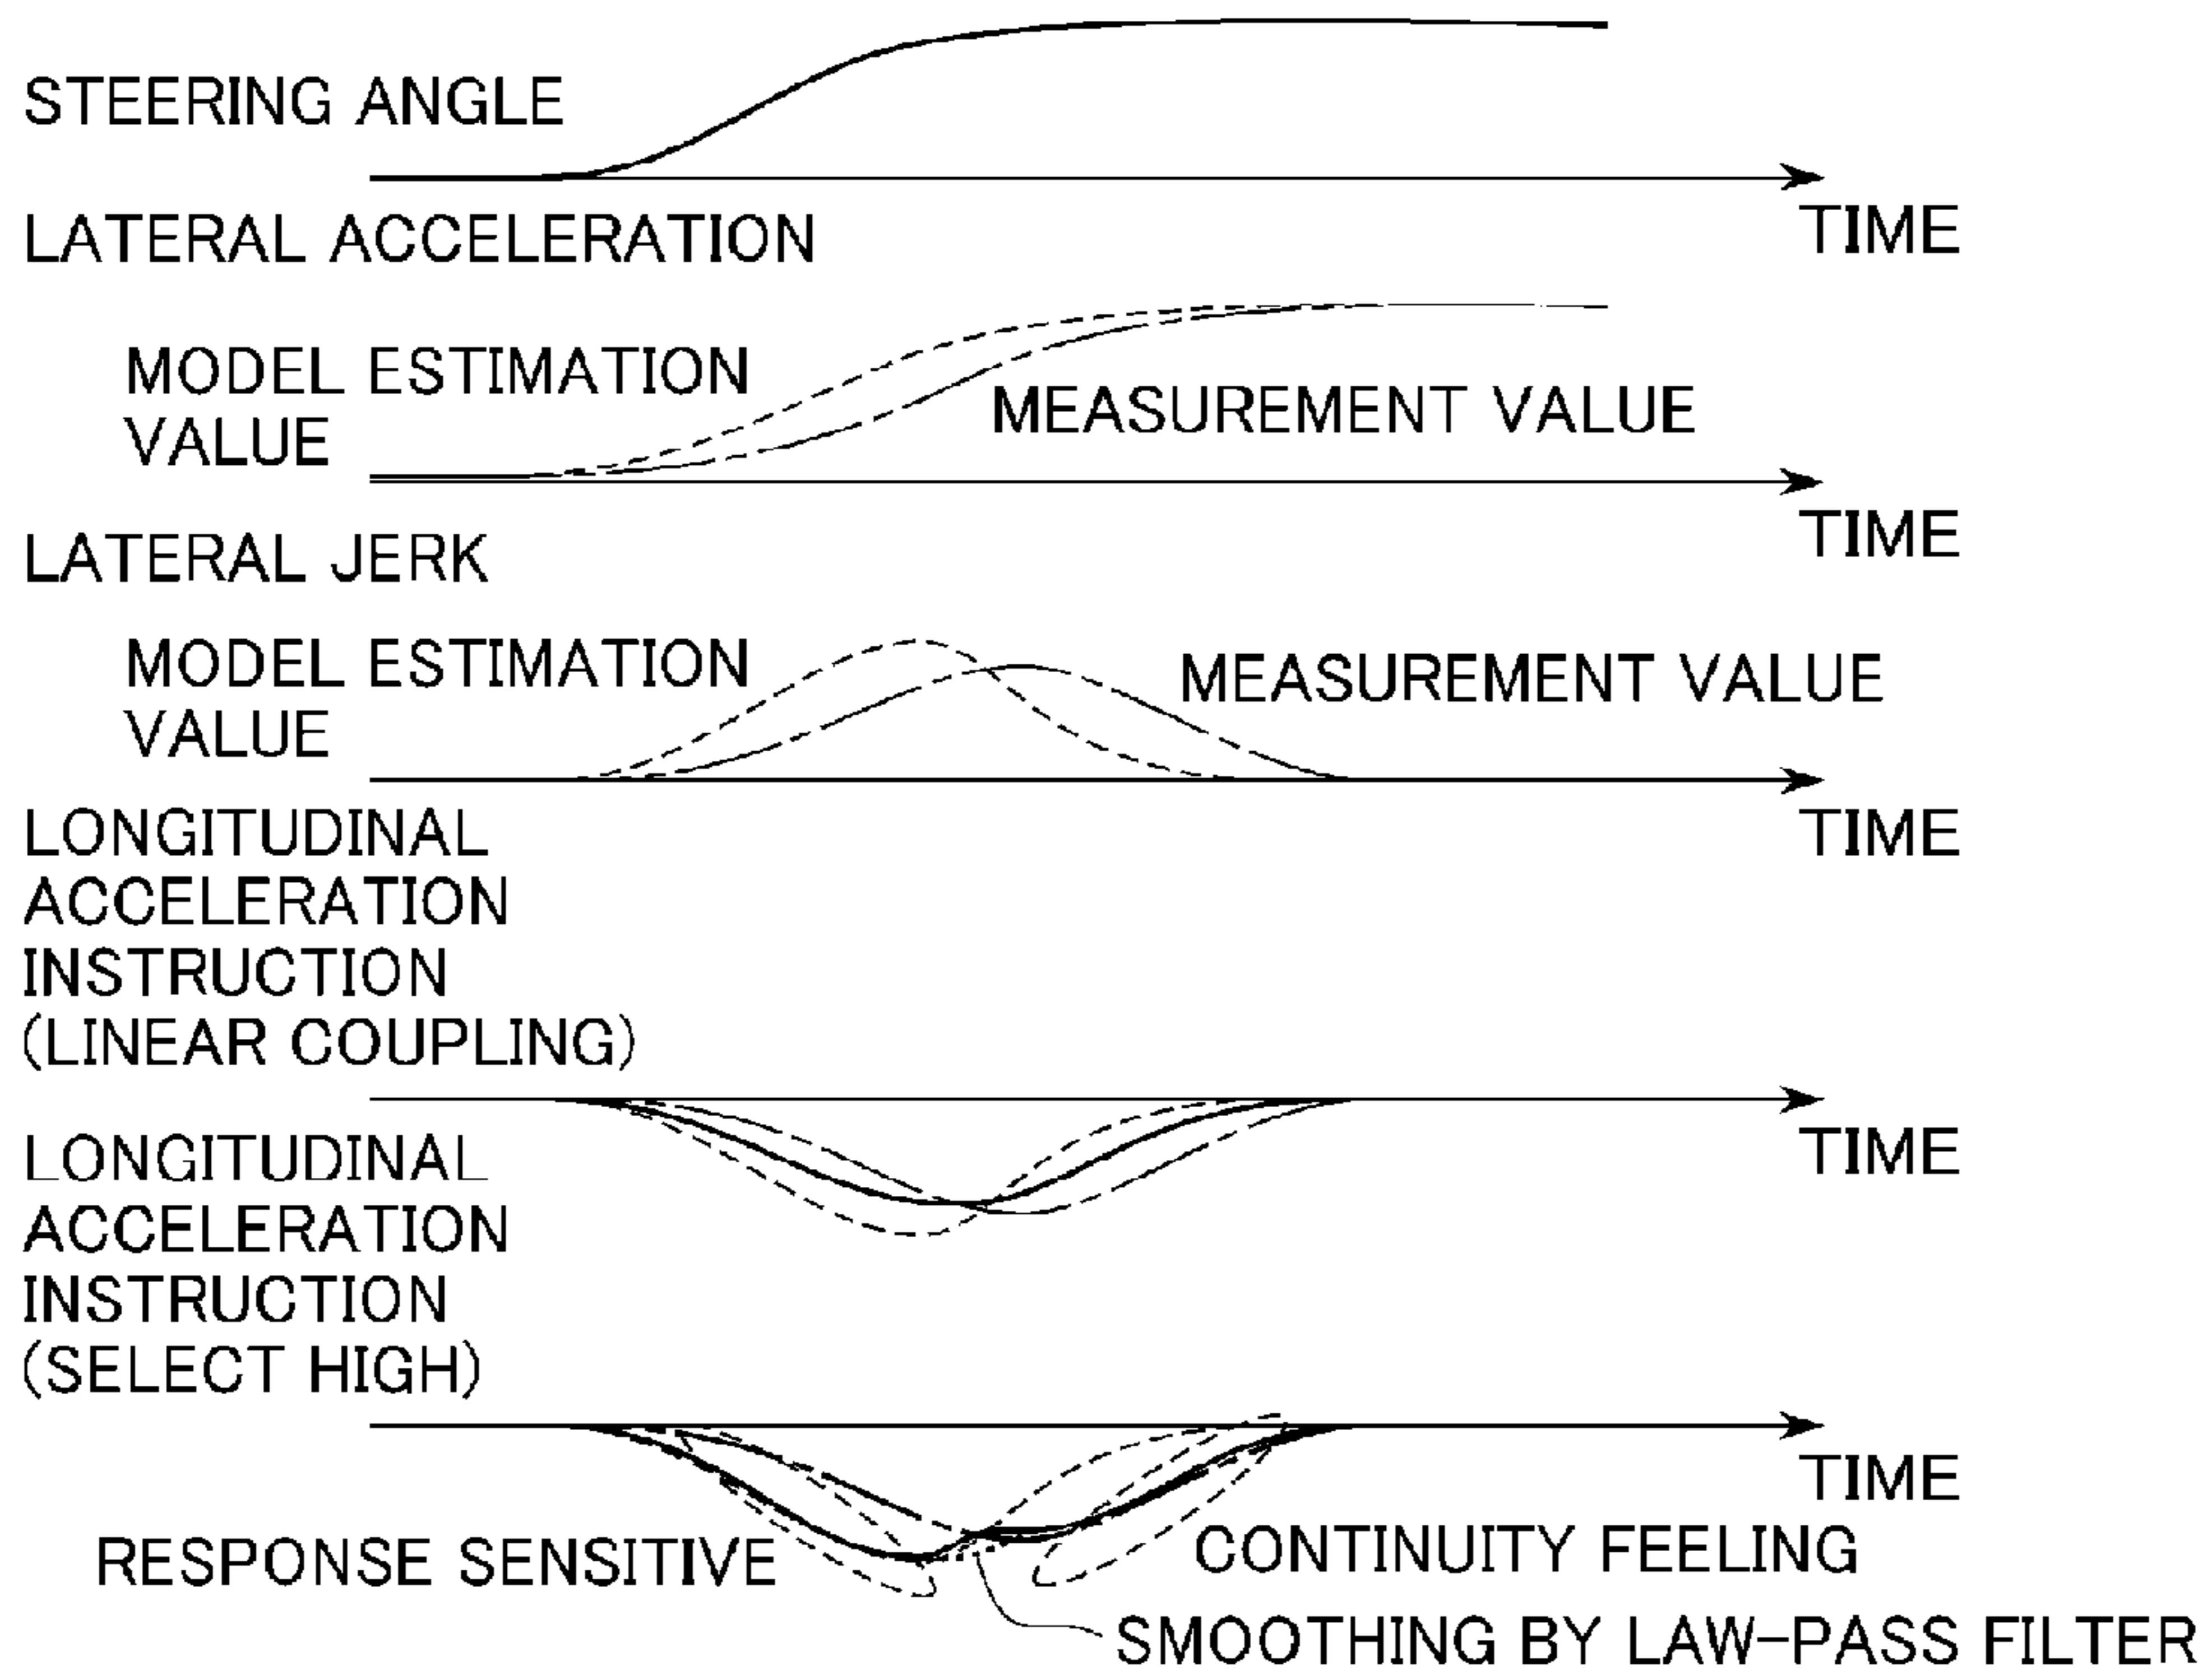 STEERING ANGLE
TIME
LATERAL ACCELERATION
MODEL ESTIMATION
VALUE
MEASUREMENT VALUE
TIME
LATERAL JERK
MODEL ESTIMATION
VALUE
MEASUREMENT VALUE
TIME
LONGITUDINAL
ACCELERATION
INSTRUCTION
(LINEAR COUPLING)
TIME
LONGITUDINAL
ACCELERATION
INSTRUCTION
(SELECT HIGH)
TIME
RESPONSE SENSITIVE
CONTINUITY FEELING
SMOOTHING BY LAW-PASS FILTER